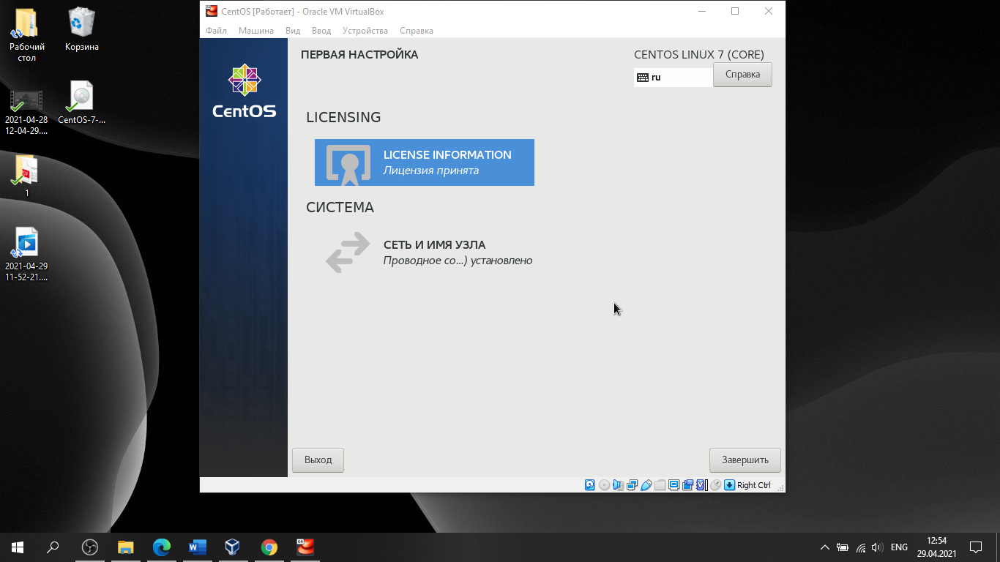 CentOS [Работает] - Oracle VM VirtualBox
Файл Машина Вид Ввод Устройства Справка
Рабочий
стол
Корзина
2021-04-28
12-04-29....
CentOS-7-...
1
2021-04-29
11-52-21....
CentOS
ПЕРВАЯ НАСТРОЙКА
CENTOS LINUX 7 (CORE)
ru
Справка
LICENSING
LICENSE INFORMATION
Лицензия принята
СИСТЕМА
СЕТЬ И ИМЯ УЗЛА
Проводное со...) установлено
Выход
Завершить
Right Ctrl
ENG
12:54
29.04.2021